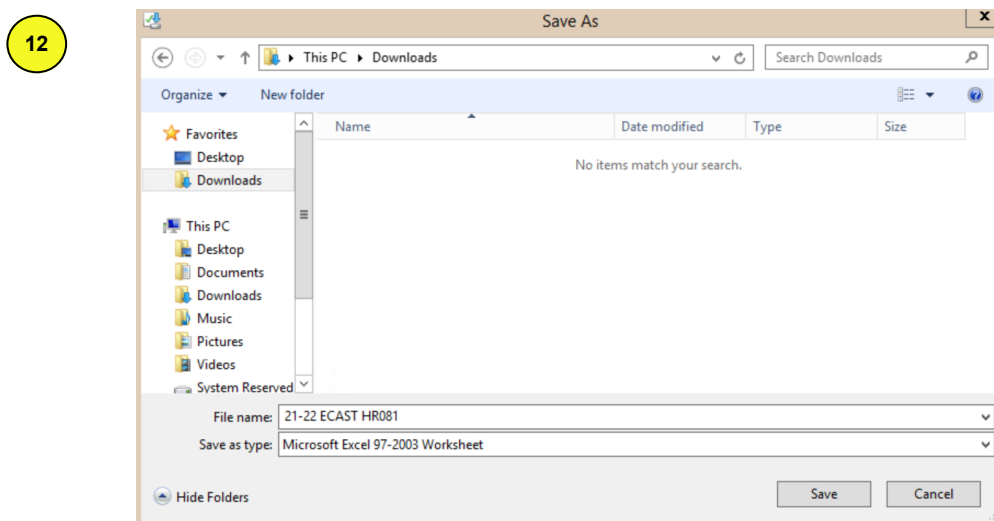 12
Save As
x
This PC Downloads
Search Downloads
Organize New folder
Name Date modified Type Size
No items match your search.
Favorites
Desktop
Downloads
This PC
Desktop
Documents
Downloads
Music
Pictures
Videos
System Reserved
File name: 21-22 ECAST HR081
Save as type: Microsoft Excel 97-2003 Worksheet
Hide Folders Save Cancel